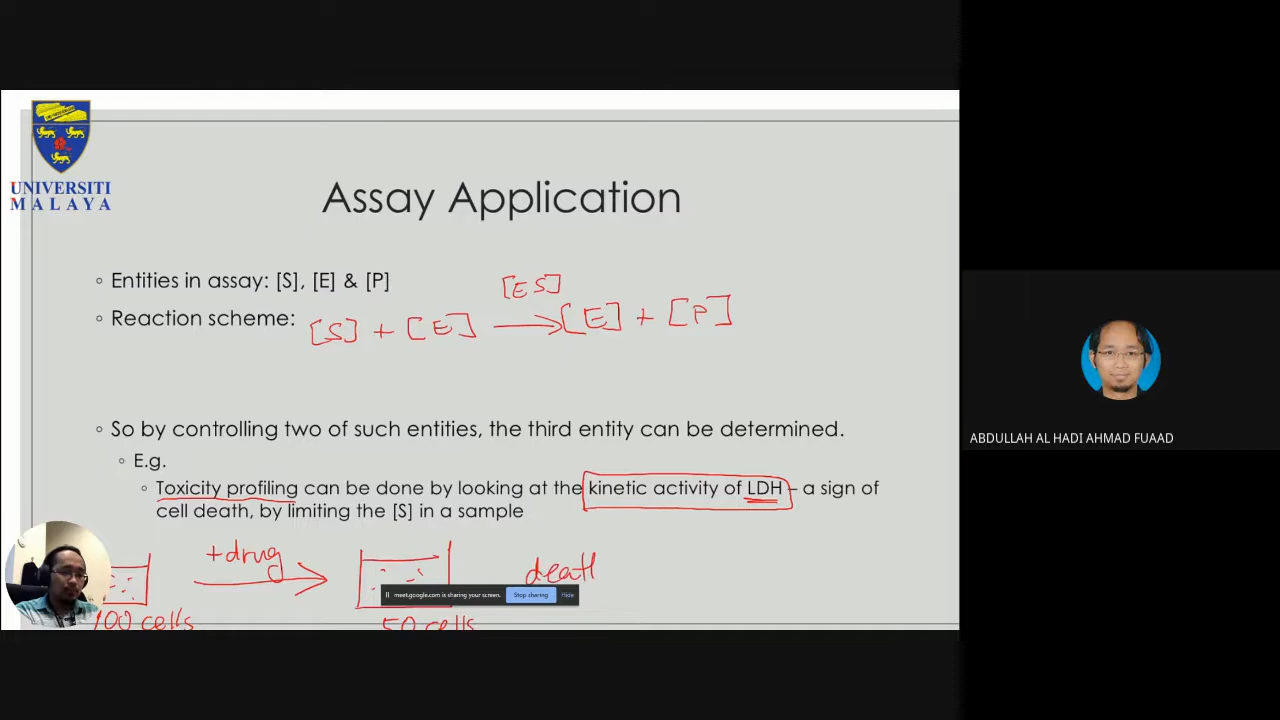 UNIVERSITI
MALAYA
Assay Application
◦ Entities in assay: [S], [E] & [P]
[ES]
◦ Reaction scheme: [S] + [E] → [E] + [P]
◦ So by controlling two of such entities, the third entity can be determined.
◦ E.g.
◦ Toxicity profiling can be done by looking at the kinetic activity of LDH – a sign of
cell death, by limiting the [S] in a sample
+drug
death
meet.google.com is sharing your screen. Stop sharing Hide
100 cells
50 cells
ABDULLAH AL HADI AHMAD FUAAD